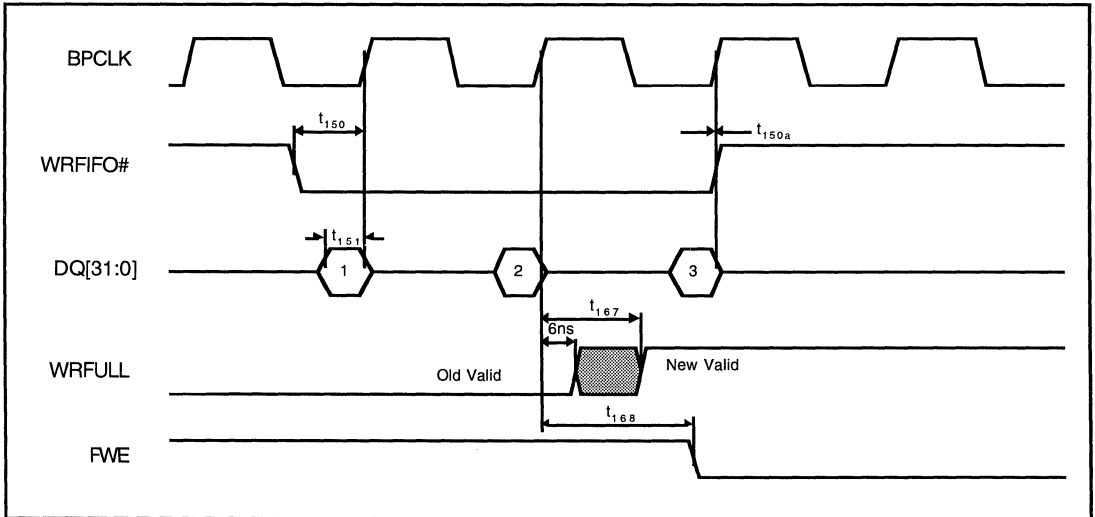 BPCLK
t150
t150a
WRFIFO#
t151
DQ[31:0]
1
2
3
t167
6ns
WRFULL
Old Valid
New Valid
t168
FWE